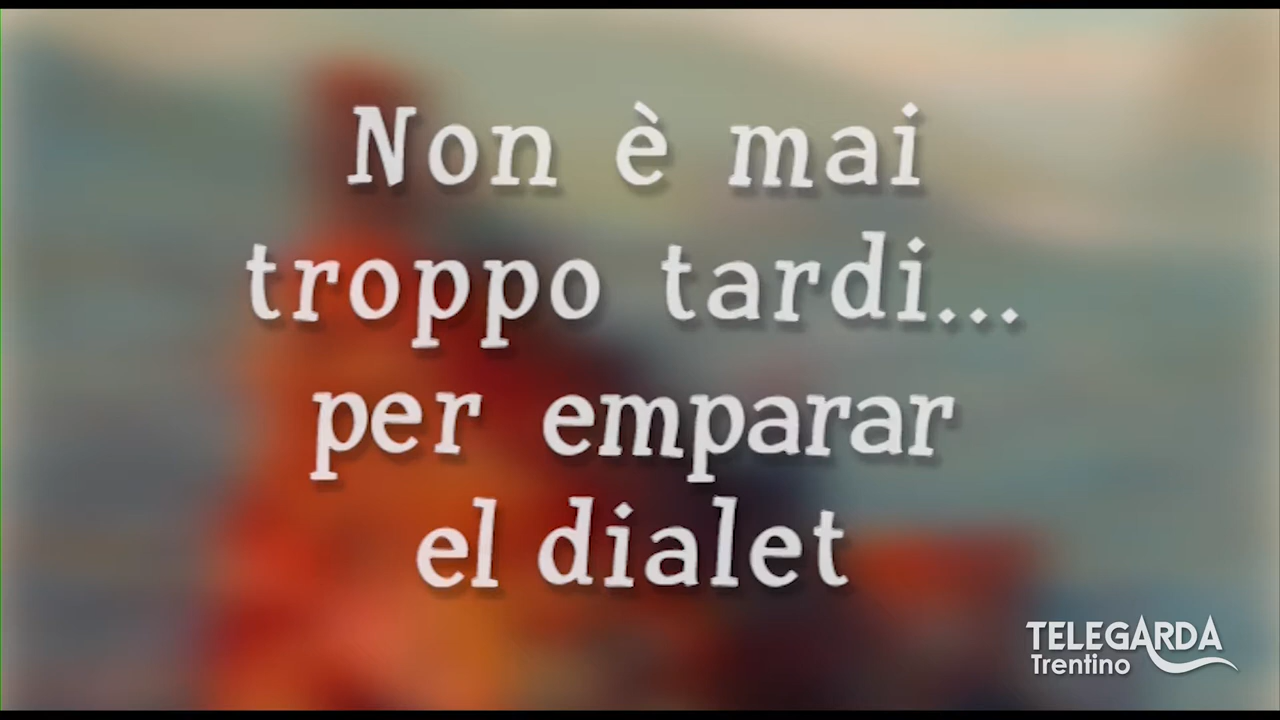 Non è mai
troppo tardi...
per emparar
el dialet
TELEGARDA
Trentino